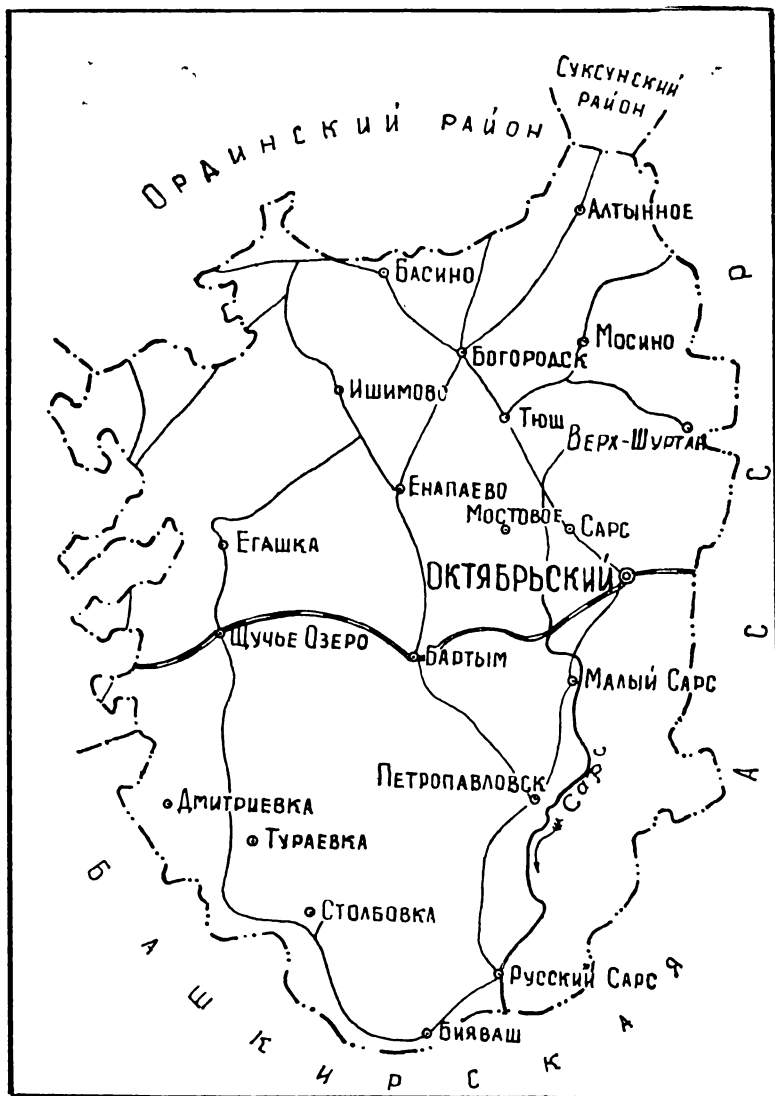 СУКСУНСКИЙ
РАЙОН
ОРДИНСКИЙ РАЙОН
АЛТЫННОЕ
БАСИНО
МОСИНО
БОГОРОДСК
ИШИМОВО
ТЮШ
ВЕРХ-ШУРТАН
ЕНАПАЕВО
МОСТОВОЕ
САРС
ЕГАШКА
ОКТЯБРЬСКИЙ
ЩУЧЬЕ ОЗЕРО
БАРТЫМ
МАЛЫЙ САРС
ПЕТРОПАВЛОВСК
Сарс
ДМИТРИЕВКА
ТУРАЕВКА
СТОЛБОВКА
РУССКИЙ САРС
БИЯВАШ
БАШКИРСКАЯ АССР